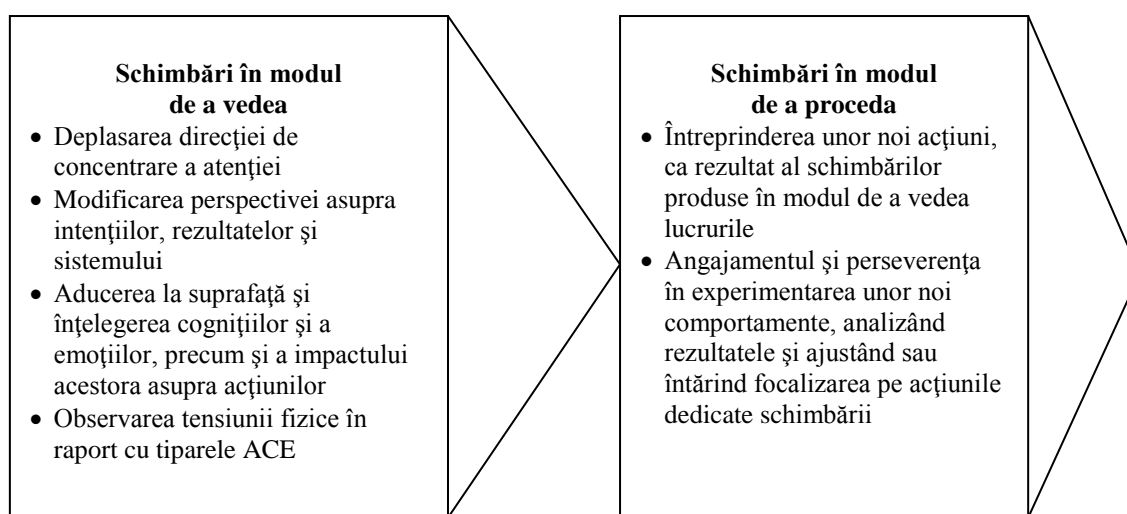 Schimbări în modul
de a vedea
• Deplasarea direcţiei de
concentrare a atenţiei
• Modificarea perspectivei asupra
intenţiilor, rezultatelor şi
sistemului
• Aducerea la suprafaţă şi
înţelegerea cogniţiilor şi a
emoţiilor, precum şi a impactului
acestora asupra acţiunilor
• Observarea tensiunii fizice în
raport cu tiparele ACE
Schimbări în modul
de a proceda
• Întreprinderea unor noi acţiuni,
ca rezultat al schimbărilor
produse în modul de a vedea
lucrurile
• Angajamentul şi perseverenţa
în experimentarea unor noi
comportamente, analizând
rezultatele şi ajustând sau
întărind focalizarea pe acţiunile
dedicate schimbării